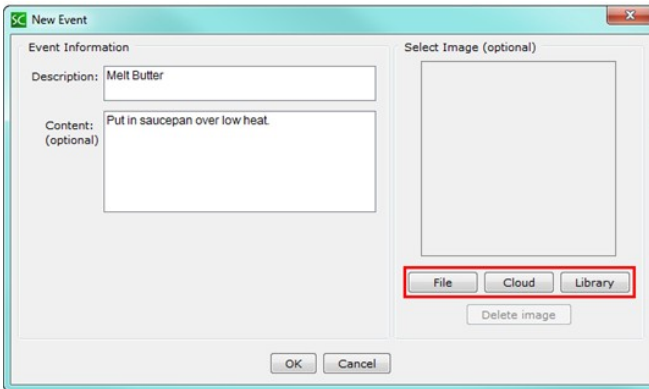 SC New Event
x
Event Information
Description: Melt Butter
Content: Put in saucepan over low heat.
(optional)
Select Image (optional)
File Cloud Library
Delete image
OK Cancel